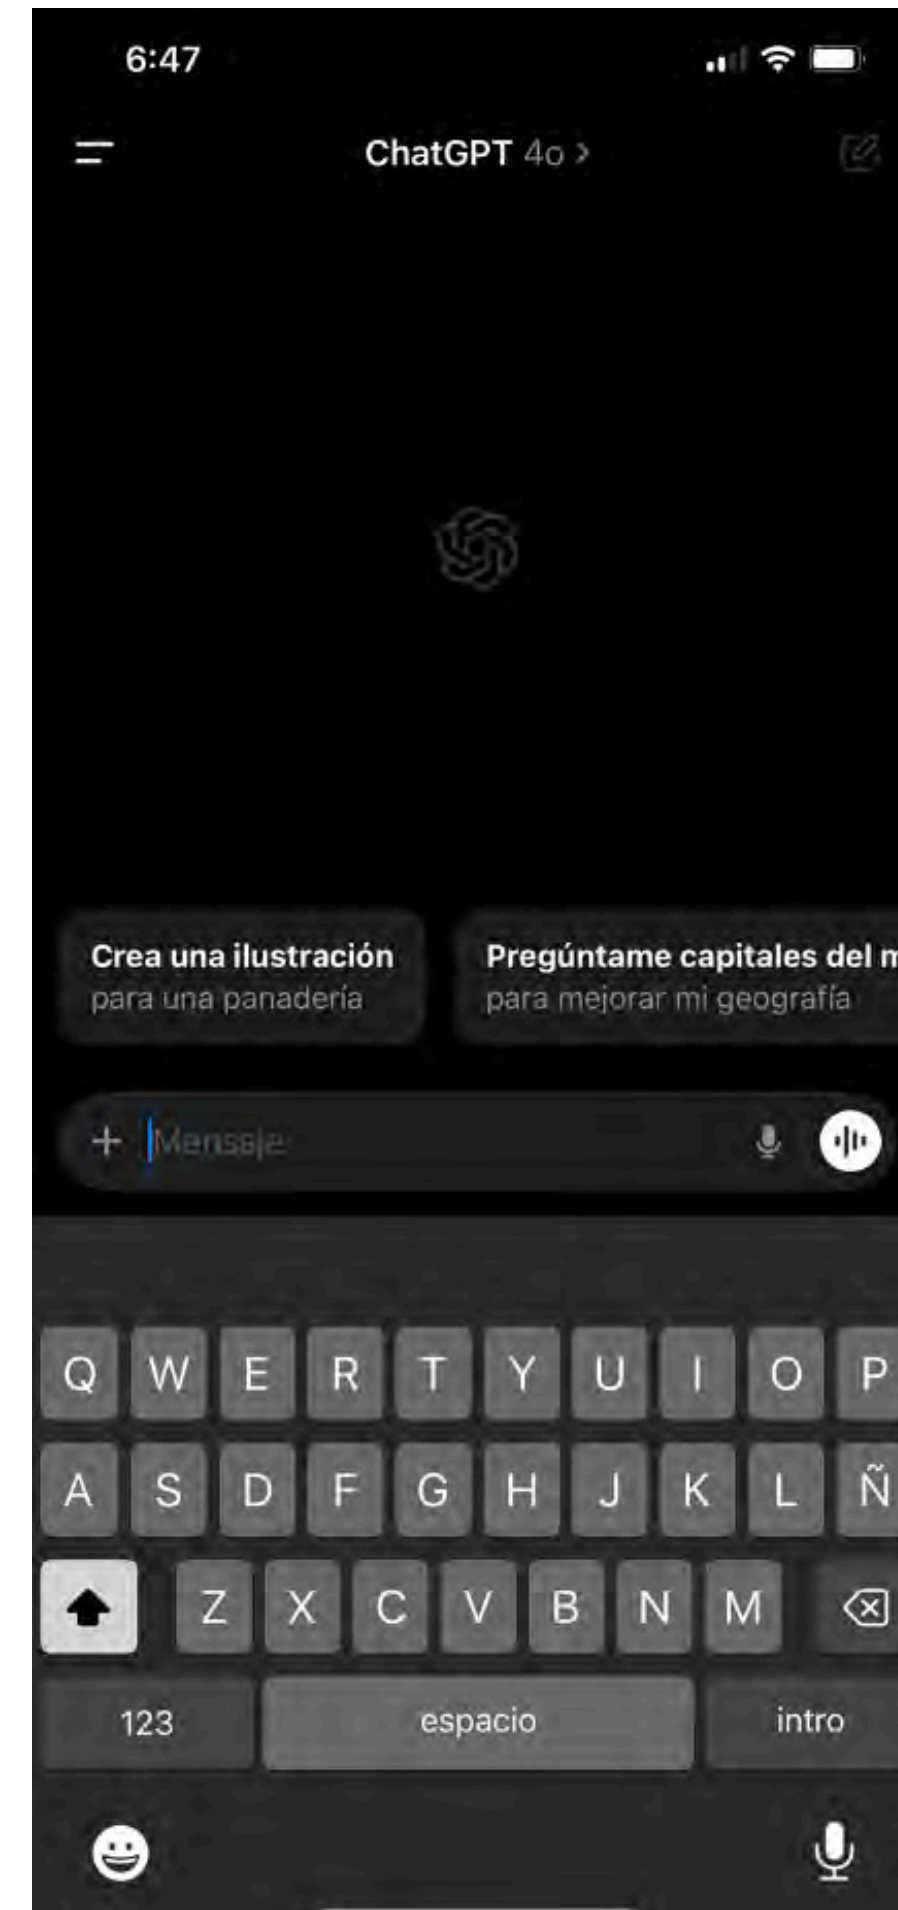 6:47
ChatGPT 4o >
Crea una ilustración
para una panadería
Pregúntame capitales del m
para mejorar mi geografía
Mensaje
Q W E R T Y U I O P
A S D F G H J K L Ñ
Z X C V B N M
123 espacio intro